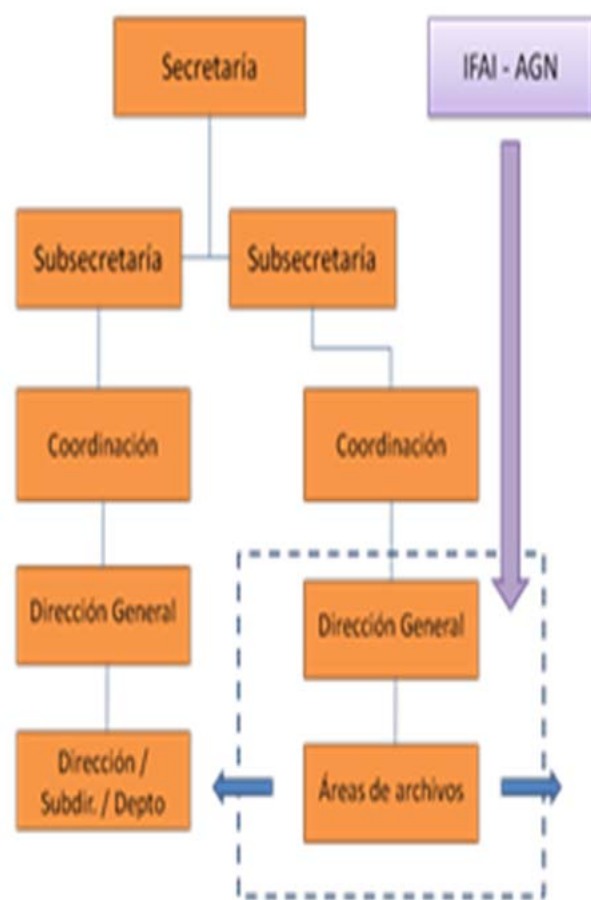 Secretaría
IFAI - AGN
Subsecretaría
Subsecretaría
Coordinación
Coordinación
Dirección General
Dirección General
Dirección /
Subdir. / Depto
Áreas de archivos